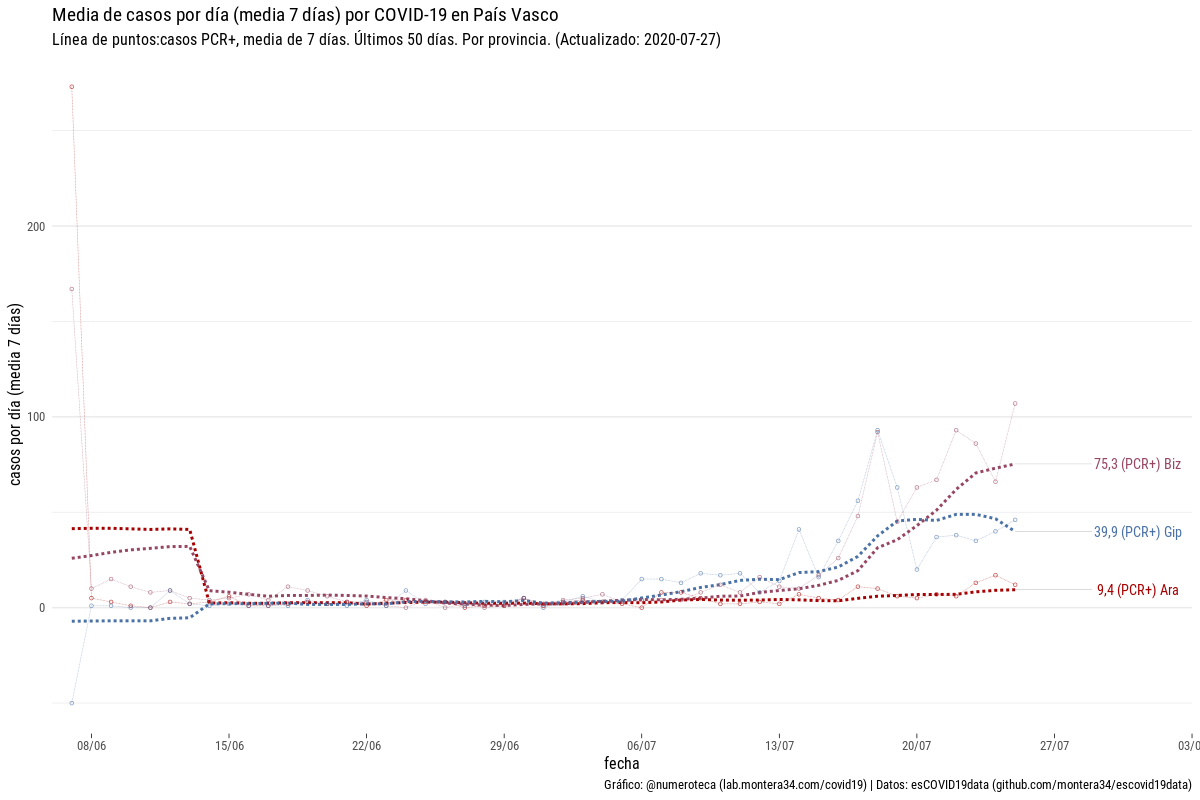 Media de casos por día (media 7 días) por COVID-19 en País Vasco
Línea de puntos:casos PCR+, media de 7 días. Últimos 50 días. Por provincia. (Actualizado: 2020-07-27)
casos por día (media 7 días)
200
100
0
75,3 (PCR+) Biz
39,9 (PCR+) Gip
9,4 (PCR+) Ara
08/06 15/06 22/06 29/06 06/07 13/07 20/07 27/07 03/0
fecha
Gráfico: @numeroteca (lab.montera34.com/covid19) | Datos: esCOVID19data (github.com/montera34/escovid19data)